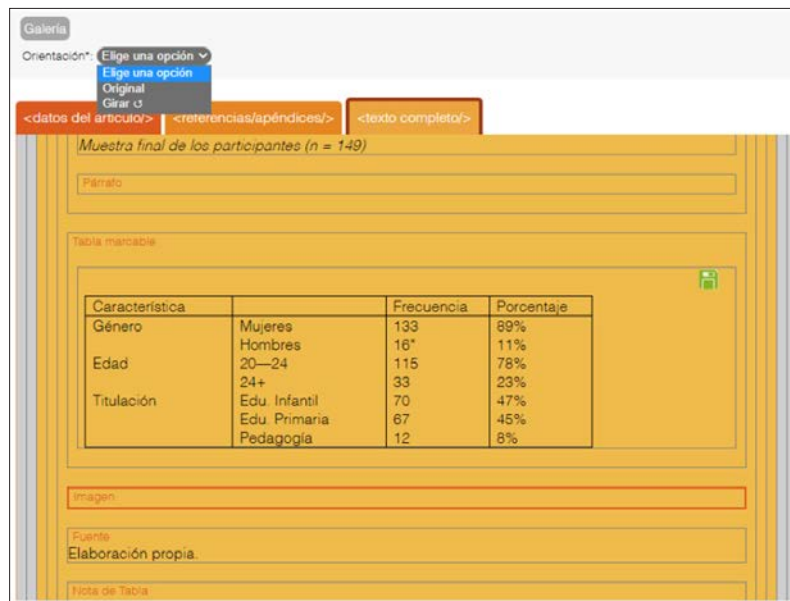 Galería
Orientación*: Elige una opción
Elige una opción
Original
Girar ↺
<datos del artículo/> <referencias/apéndices/> <texto completo/>
Muestra final de los participantes (n = 149)
Párrafo
Tabla marcable
Característica Frecuencia Porcentaje
Género Mujeres 133 89%
Hombres 16* 11%
Edad 20—24 115 78%
24+ 33 23%
Titulación Edu. Infantil 70 47%
Edu. Primaria 67 45%
Pedagogía 12 8%
Imagen
Fuente
Elaboración propia.
Nota de Tabla